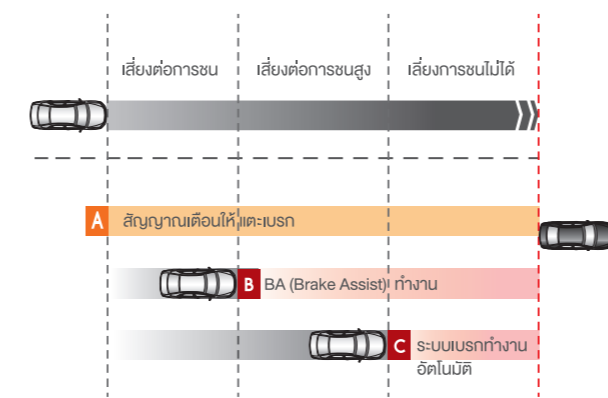 เสี่ยงต่อการชน
เสี่ยงต่อการชนสูง
เลี่ยงการชนไม่ได้
A สัญญาณเตือนให้แตะเบรก
B BA (Brake Assist) ทำงาน
C ระบบเบรกทำงาน
อัตโนมัติ